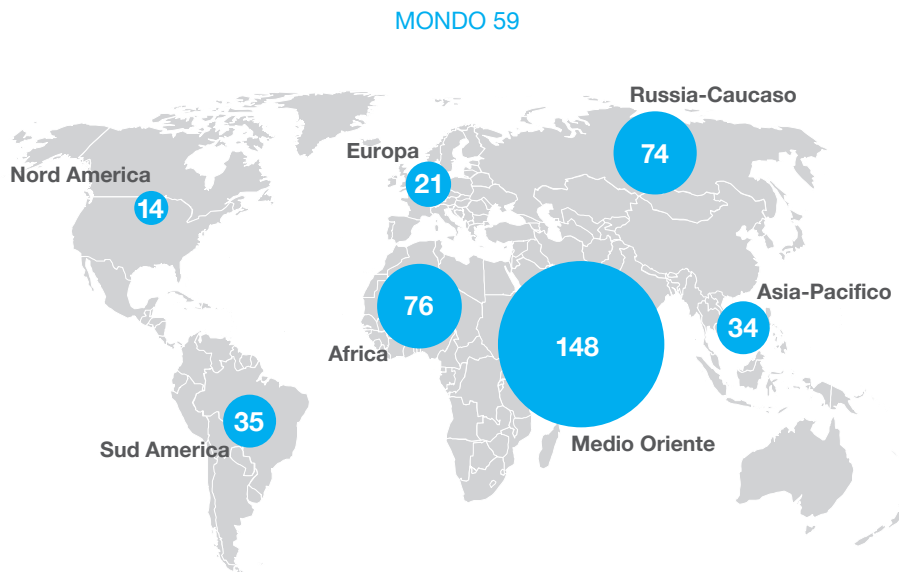 MONDO 59
Russia-Caucaso
74
Europa
21
Nord America
14
Asia-Pacifico
34
76
Africa
148
Medio Oriente
35
Sud America